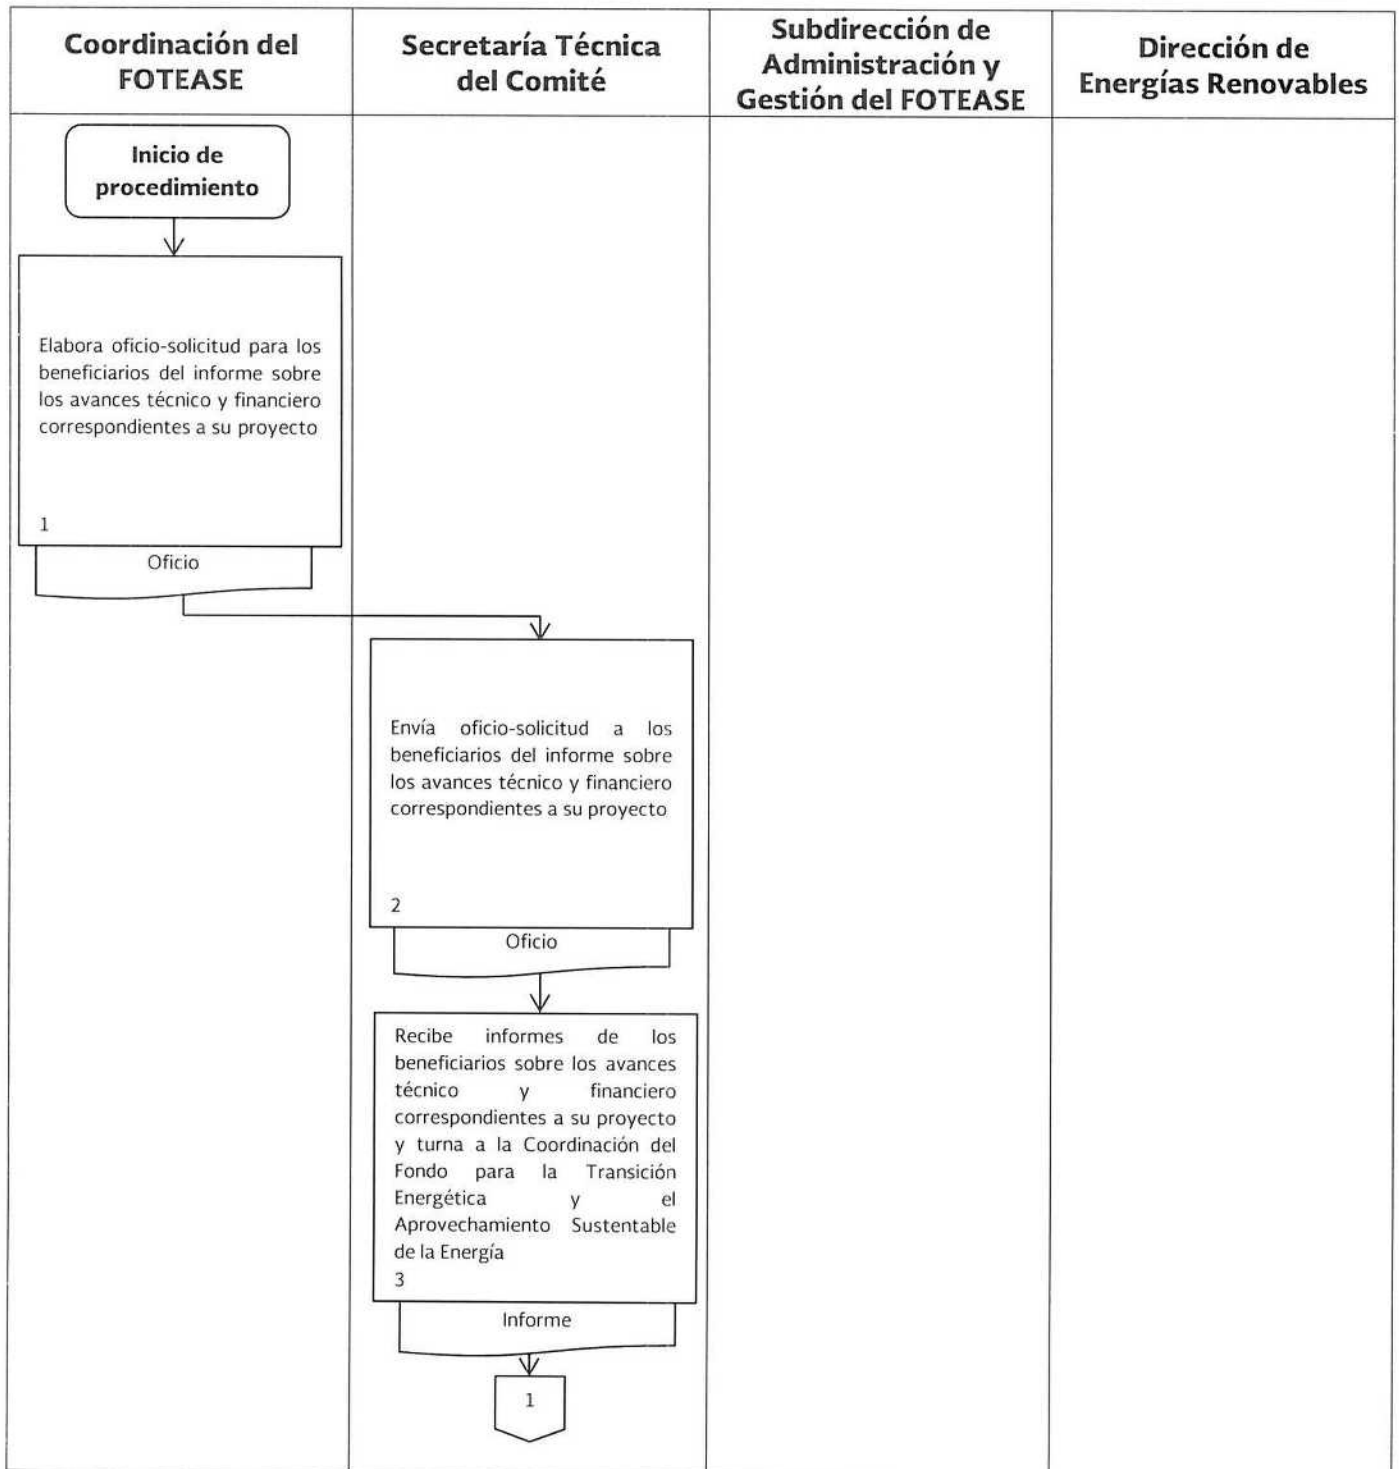 Coordinación del
FOTEASE
Secretaría Técnica
del Comité
Subdirección de
Administración y
Gestión del FOTEASE
Dirección de
Energías Renovables
Inicio de
procedimiento
Elabora oficio-solicitud para los
beneficiarios del informe sobre
los avances técnico y financiero
correspondientes a su proyecto
1
Oficio
Envía oficio-solicitud a los
beneficiarios del informe sobre
los avances técnico y financiero
correspondientes a su proyecto
2
Oficio
Recibe informes de los
beneficiarios sobre los avances
técnico y financiero
correspondientes a su proyecto
y turna a la Coordinación del
Fondo para la Transición
Energética y el
Aprovechamiento Sustentable
de la Energía
3
Informe
1